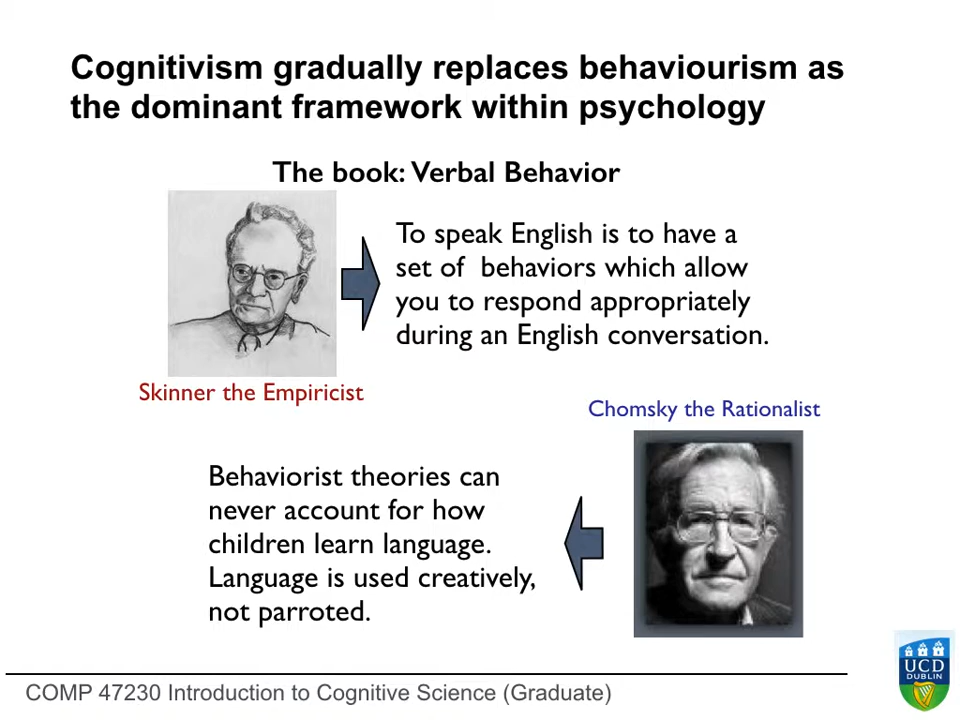 Cognitivism gradually replaces behaviourism as
the dominant framework within psychology
The book: Verbal Behavior
To speak English is to have a
set of behaviors which allow
you to respond appropriately
during an English conversation.
Skinner the Empiricist
Chomsky the Rationalist
Behaviorist theories can
never account for how
children learn language.
Language is used creatively,
not parroted.
COMP 47230 Introduction to Cognitive Science (Graduate)
UCD
DUBLIN